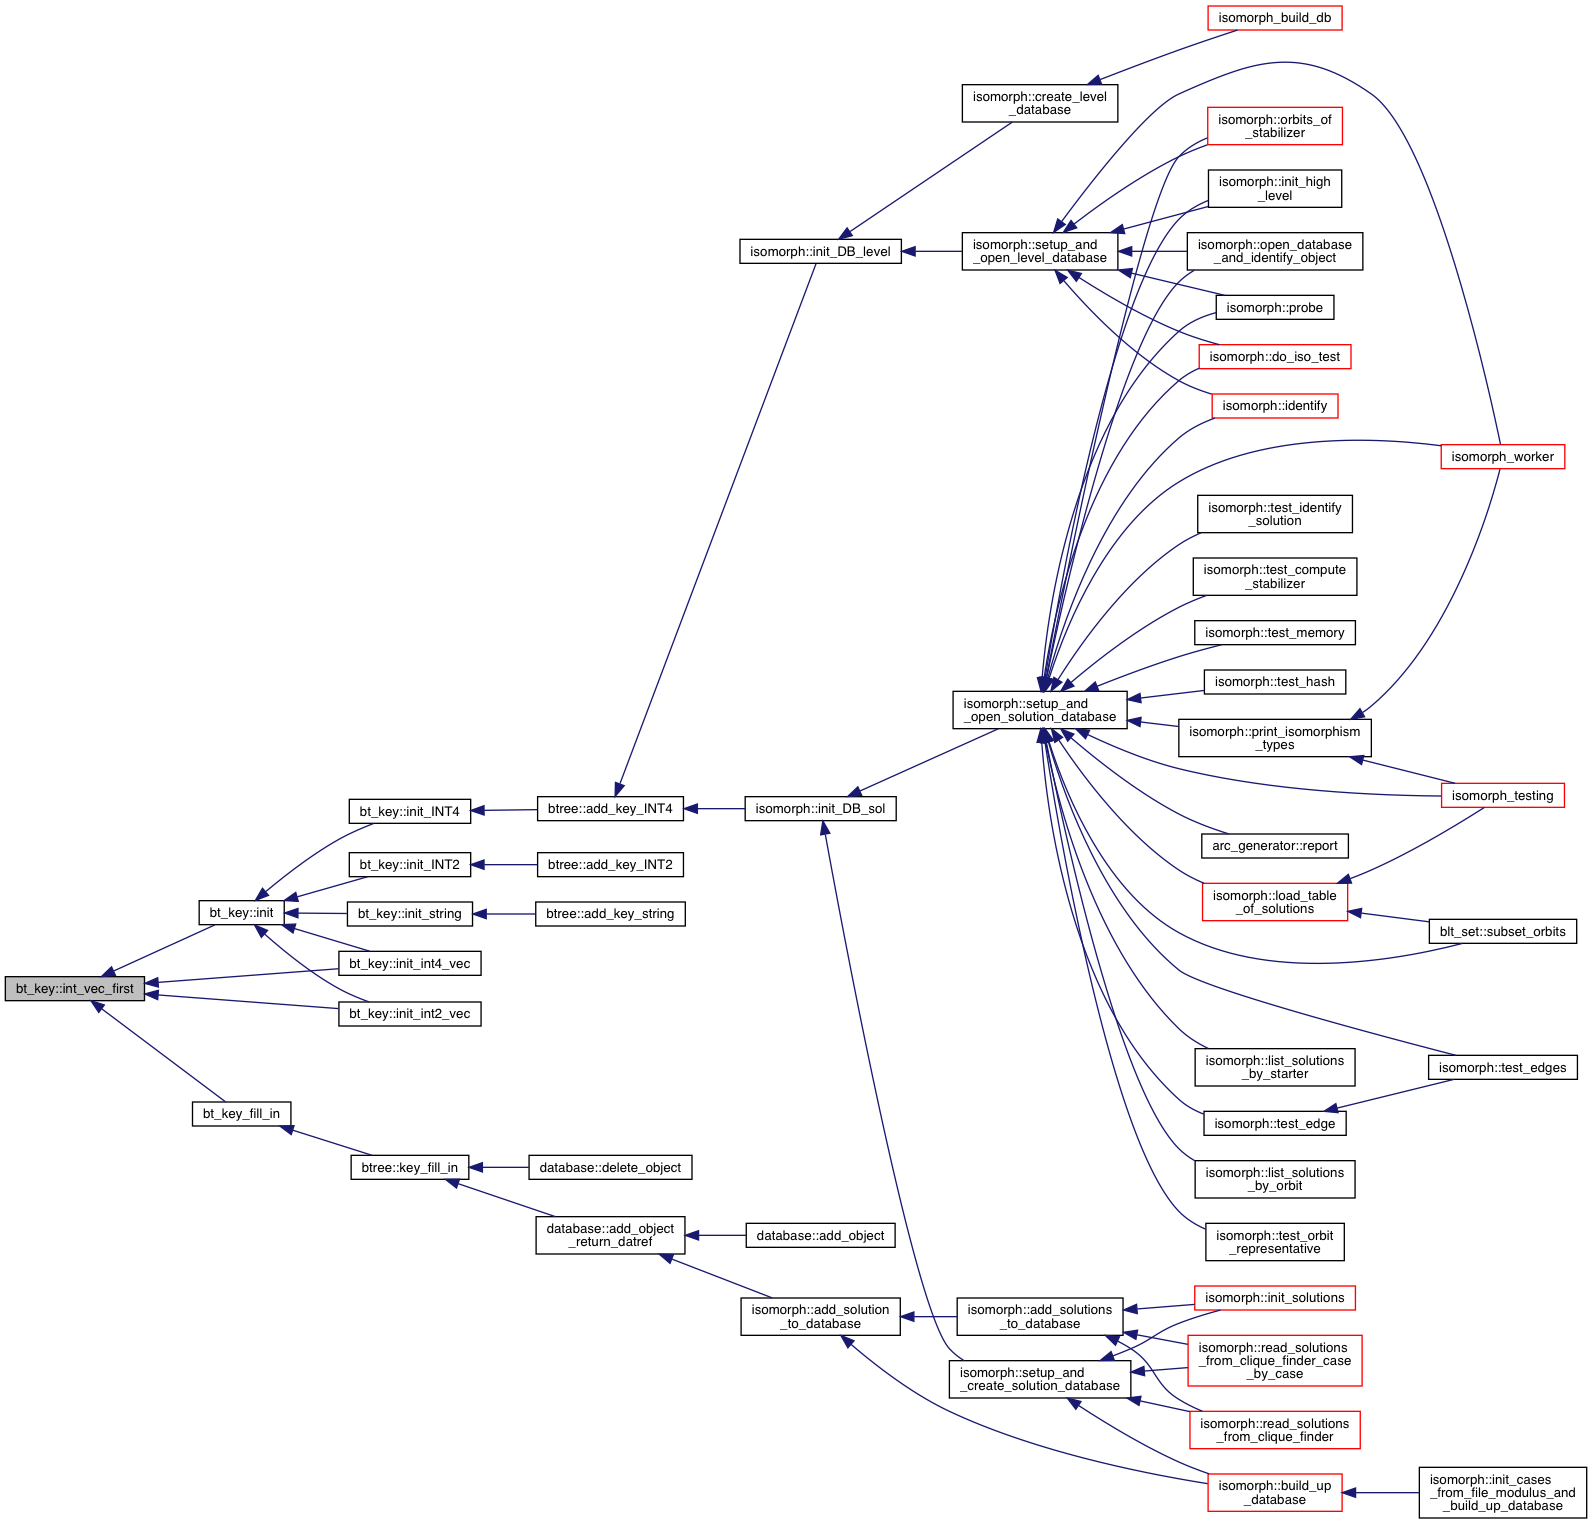 isomorph_build_db
isomorph::create_level
_database
isomorph::orbits_of
_stabilizer
isomorph::init_high
_level
isomorph::init_DB_level
isomorph::setup_and
_open_level_database
isomorph::open_database
_and_identify_object
isomorph::probe
isomorph::do_iso_test
isomorph::identify
isomorph_worker
isomorph::test_identify
_solution
isomorph::test_compute
_stabilizer
isomorph::test_memory
isomorph::test_hash
isomorph::setup_and
_open_solution_database
isomorph::print_isomorphism
_types
isomorph_testing
bt_key::init_INT4
btree::add_key_INT4
isomorph::init_DB_sol
arc_generator::report
bt_key::init_INT2
btree::add_key_INT2
isomorph::load_table
_of_solutions
bt_key::init
bt_key::init_string
btree::add_key_string
blt_set::subset_orbits
bt_key::init_int4_vec
bt_key::int_vec_first
bt_key::init_int2_vec
isomorph::list_solutions
_by_starter
isomorph::test_edges
bt_key_fill_in
isomorph::test_edge
btree::key_fill_in
database::delete_object
isomorph::list_solutions
_by_orbit
database::add_object
_return_datref
database::add_object
isomorph::test_orbit
_representative
isomorph::add_solution
_to_database
isomorph::add_solutions
_to_database
isomorph::init_solutions
isomorph::read_solutions
_from_clique_finder_case
_by_case
isomorph::setup_and
_create_solution_database
isomorph::read_solutions
_from_clique_finder
isomorph::build_up
_database
isomorph::init_cases
_from_file_modulus_and
_build_up_database